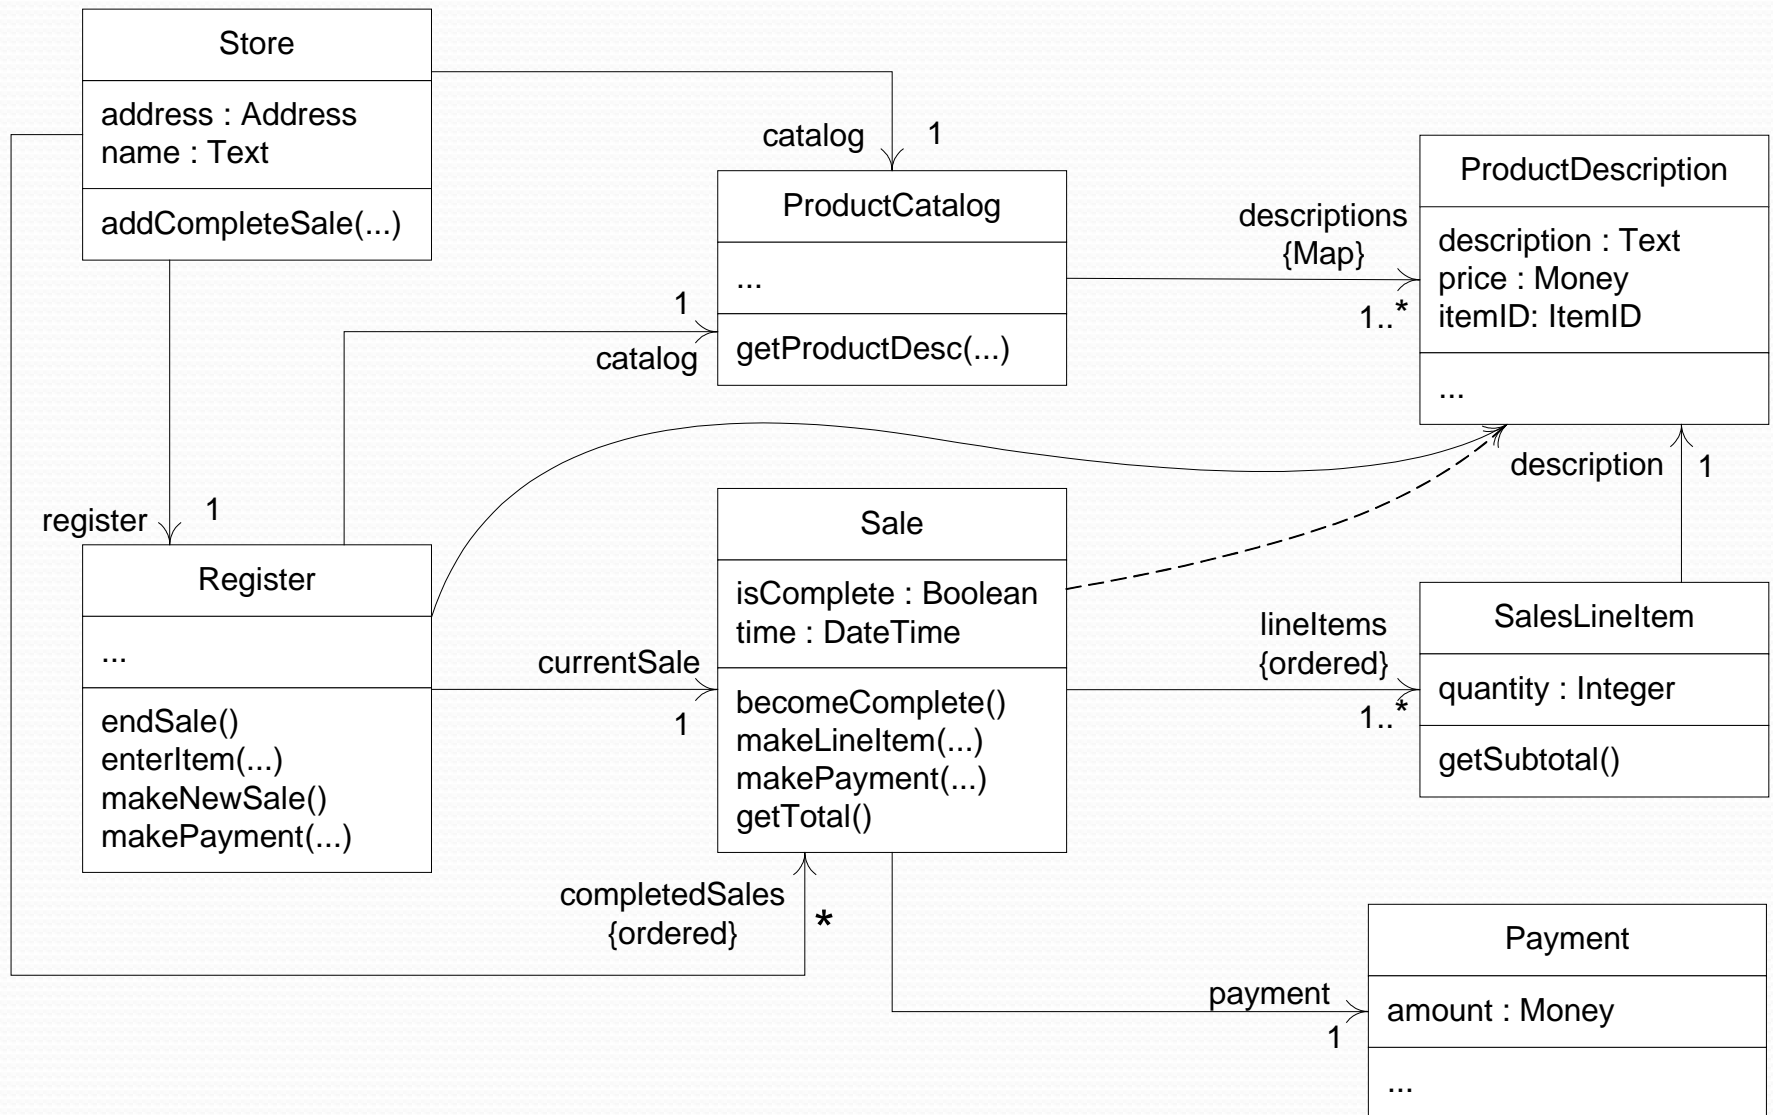 Store
address : Address
name : Text
addCompleteSale(...)
catalog
1
ProductCatalog
...
getProductDesc(...)
descriptions
{Map}
1..*
ProductDescription
description : Text
price : Money
itemID: ItemID
...
1
catalog
description
1
register
1
Register
...
endSale()
enterItem(...)
makeNewSale()
makePayment(...)
currentSale
1
Sale
isComplete : Boolean
time : DateTime
becomeComplete()
makeLineItem(...)
makePayment(...)
getTotal()
lineItems
{ordered}
1..*
SalesLineItem
quantity : Integer
getSubtotal()
completedSales
{ordered}
*
payment
1
Payment
amount : Money
...